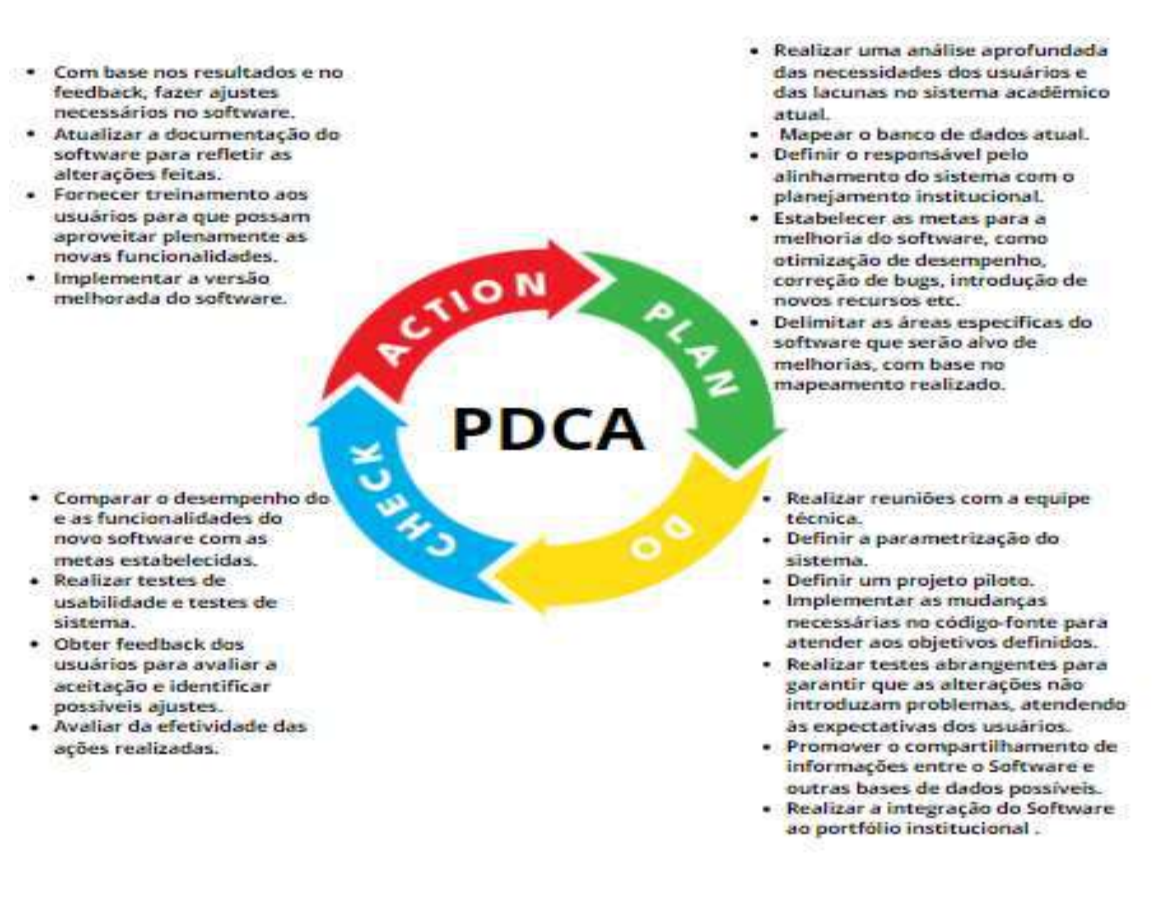 • Com base nos resultados e no
feedback, fazer ajustes
necessários no software.
• Atualizar a documentação do
software para refletir as
alterações feitas.
• Fornecer treinamento aos
usuários para que possam
aproveitar plenamente as
novas funcionalidades.
• Implementar a versão
melhorada do software.
• Realizar uma análise aprofundada
das necessidades dos usuários e
das lacunas no sistema acadêmico
atual.
• Mapear o banco de dados atual.
• Definir o responsável pelo
alinhamento do sistema com o
planejamento institucional.
• Estabelecer as metas para a
melhoria do software, como
otimização de desempenho,
correção de bugs, introdução de
novos recursos etc.
• Delimitar as áreas específicas do
software que serão alvo de
melhorias, com base no
mapeamento realizado.
ACTION
PLAN
PDCA
CHECK
DO
• Comparar o desempenho do
e as funcionalidades do
novo software com as
metas estabelecidas.
• Realizar testes de
usabilidade e testes de
sistema.
• Obter feedback dos
usuários para avaliar a
aceitação e identificar
possíveis ajustes.
• Avaliar da efetividade das
ações realizadas.
• Realizar reuniões com a equipe
técnica.
• Definir a parametrização do
sistema.
• Definir um projeto piloto.
• Implementar as mudanças
necessárias no código-fonte para
atender aos objetivos definidos.
• Realizar testes abrangentes para
garantir que as alterações não
introduzam problemas, atendendo
às expectativas dos usuários.
• Promover o compartilhamento de
informações entre o Software e
outras bases de dados possíveis.
• Realizar a integração do Software
ao portfólio institucional .